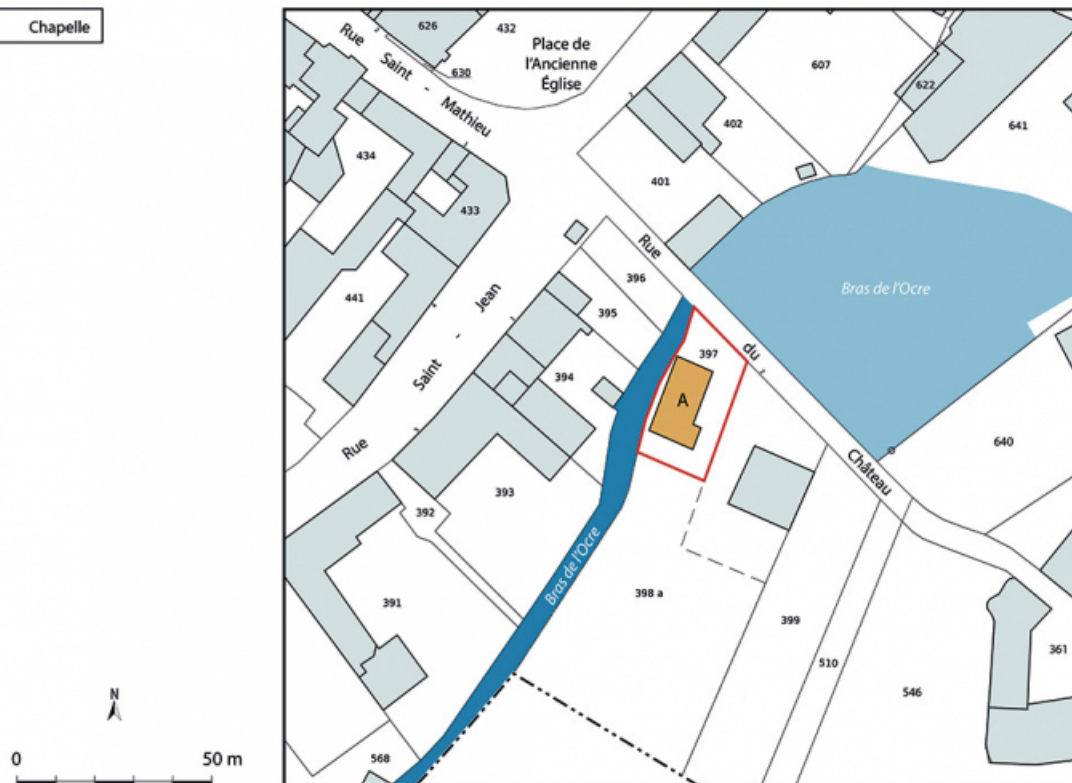 Chapelle
626
432
Rue Saint Mathieu
630
Place de
l'Ancienne
Église
607
622
641
434
433
402
401
441
Rue Saint Jean
396
395
394
397
A
Rue du Château
Bras de l'Ocre
640
393
392
391
Bras de l'Ocre
398 a
399
510
546
361
568
N
0 50 m